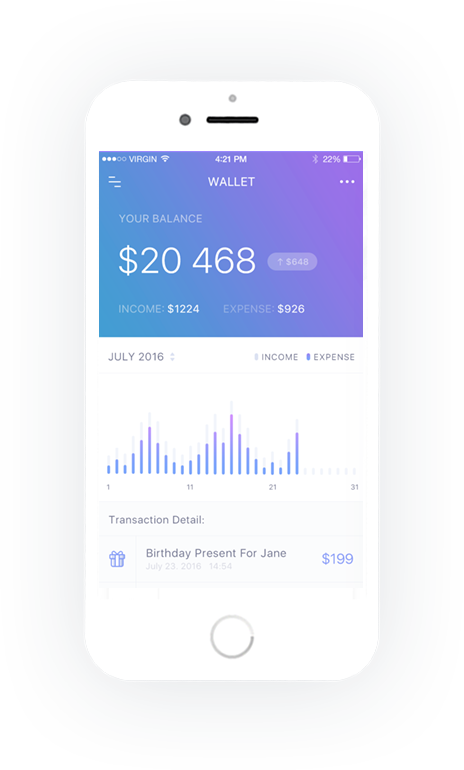 VIRGIN 4:21 PM 22%
WALLET
YOUR BALANCE
$20 468 ↑ $648
INCOME: $1224 EXPENSE: $926
JULY 2016 INCOME EXPENSE
1 11 21 31
Transaction Detail:
Birthday Present For Jane $199
July 23. 2016 14:54